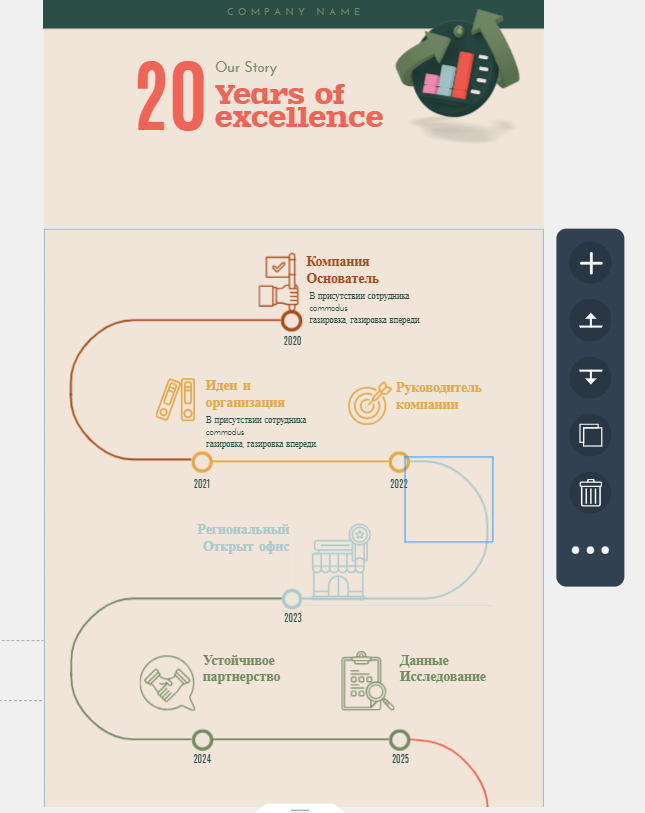 COMPANY NAME
Our Story
20 Years of
excellence
Компания
Основатель
В присутствии сотрудника
commodus
газировка, газировка впереди.
2020
Идеи и
организация
В присутствии сотрудника
commodus
газировка, газировка впереди.
Руководитель
компании
2021
2022
Региональный
Открыт офис
2023
Устойчивое
партнерство
Данные
Исследование
2024
2025